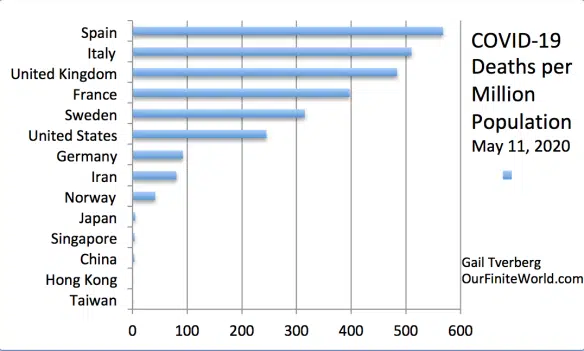 Spain
Italy
United Kingdom
France
Sweden
United States
Germany
Iran
Norway
Japan
Singapore
China
Hong Kong
Taiwan
0 100 200 300 400 500 600
COVID-19
Deaths per
Million
Population
May 11, 2020
Gail Tverberg
OurFiniteWorld.com